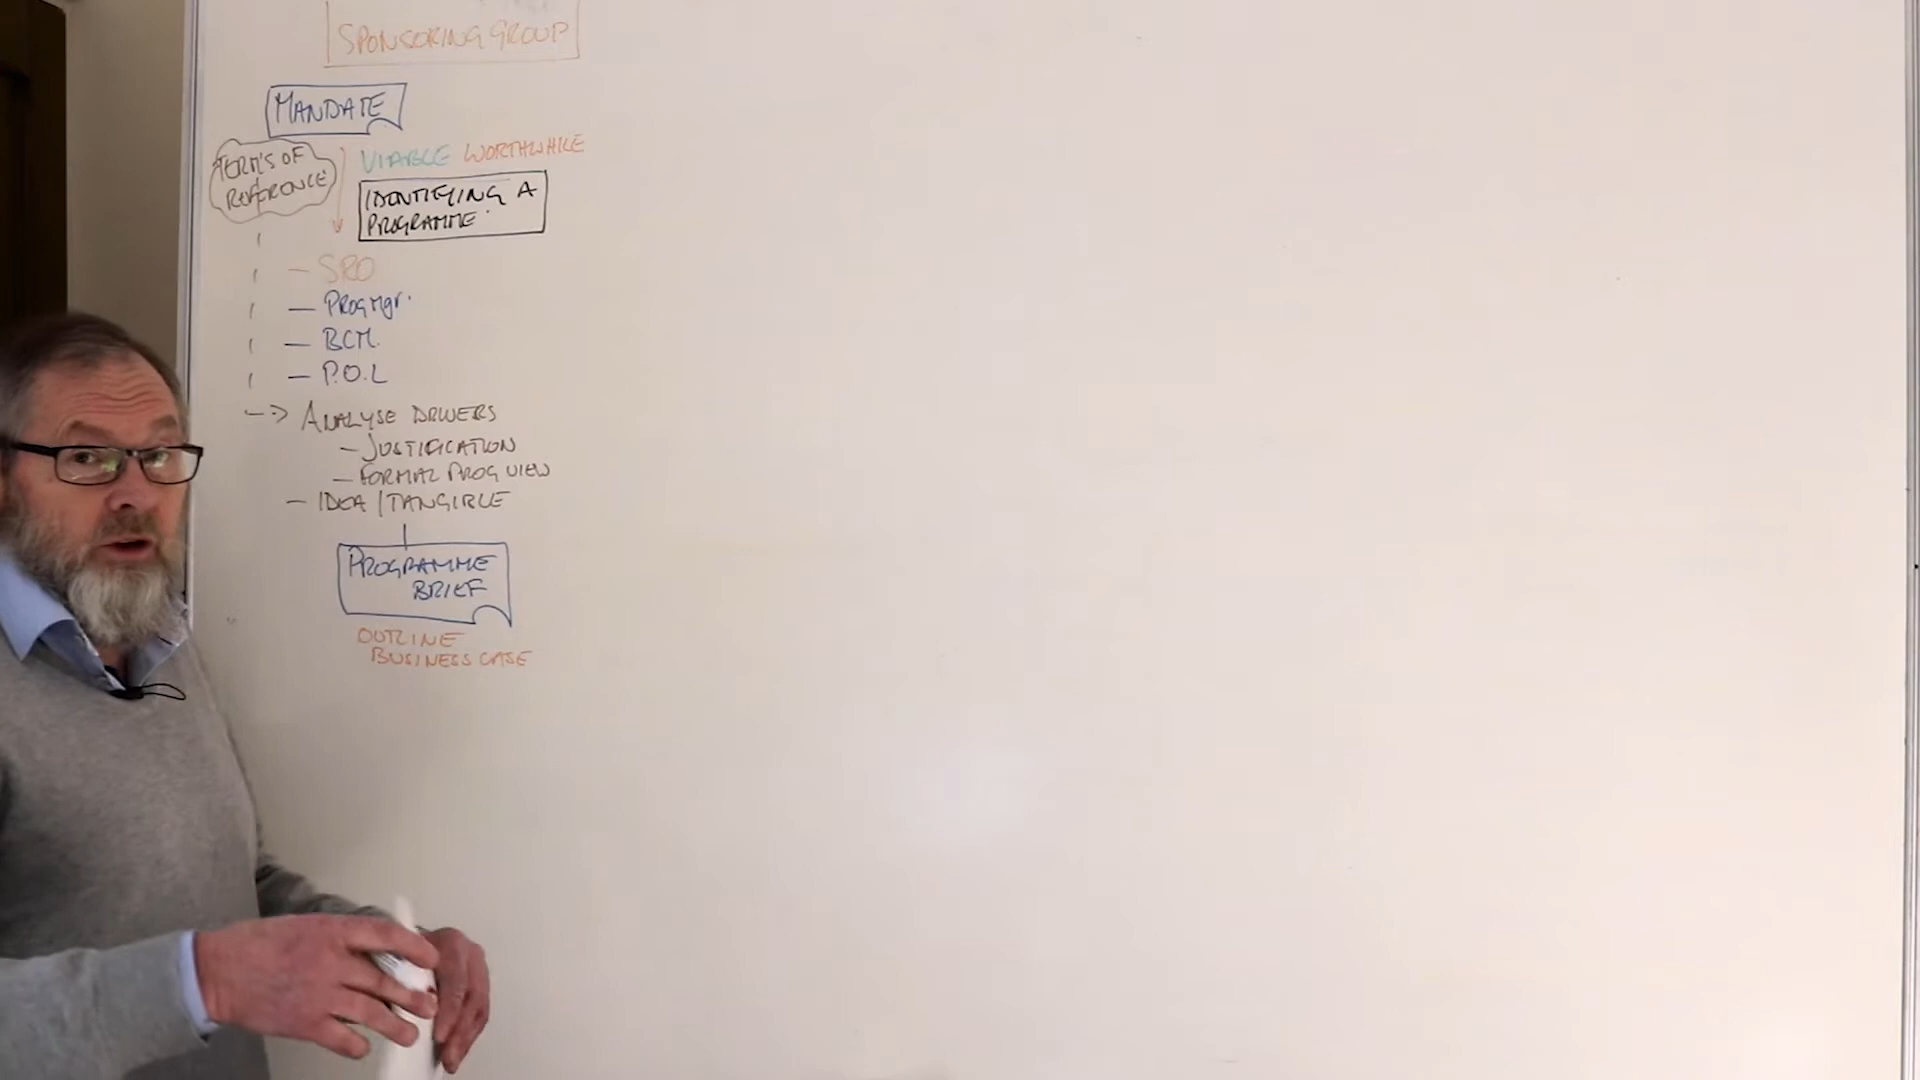 SPONSORING GROUP
MANDATE
TERM'S OF
REFERENCE
VIABLE WORTHWHILE
IDENTIFYING A
PROGRAMME
- SRO
- PROG Mgr.
- BCM.
- P.O.L
-> ANALYSE DRIVERS
- JUSTIFICATION
- FORMAL PROG VIEW
- IDEA / TANGIBLE
PROGRAMME
BRIEF
OUTLINE
BUSINESS CASE